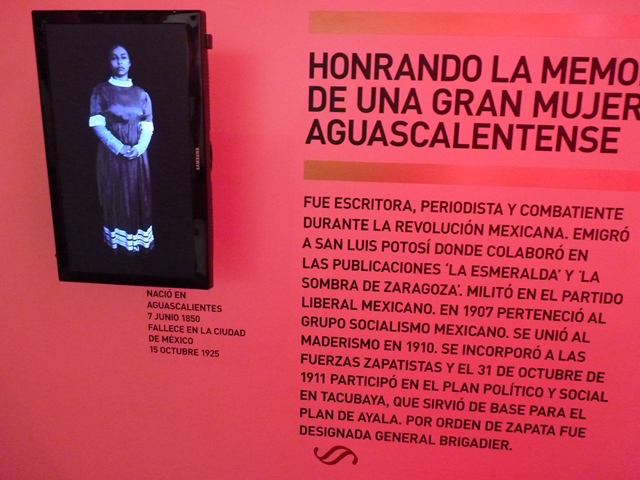 HONRANDO LA MEMO
DE UNA GRAN MUJER
AGUASCALENTENSE
FUE ESCRITORA, PERIODISTA Y COMBATIENTE
DURANTE LA REVOLUCIÓN MEXICANA. EMIGRÓ
A SAN LUIS POTOSÍ DONDE COLABORÓ EN
LAS PUBLICACIONES 'LA ESMERALDA' Y 'LA
SOMBRA DE ZARAGOZA'. MILITÓ EN EL PARTIDO
LIBERAL MEXICANO. EN 1907 PERTENECIÓ AL
GRUPO SOCIALISMO MEXICANO. SE UNIÓ AL
MADERISMO EN 1910. SE INCORPORÓ A LAS
FUERZAS ZAPATISTAS Y EL 31 DE OCTUBRE DE
1911 PARTICIPÓ EN EL PLAN POLÍTICO Y SOCIAL
EN TACUBAYA, QUE SIRVIÓ DE BASE PARA EL
PLAN DE AYALA. POR ORDEN DE ZAPATA FUE
DESIGNADA GENERAL BRIGADIER.
NACIÓ EN
AGUASCALIENTES
7 JUNIO 1850
FALLECE EN LA CIUDAD
DE MÉXICO
15 OCTUBRE 1925